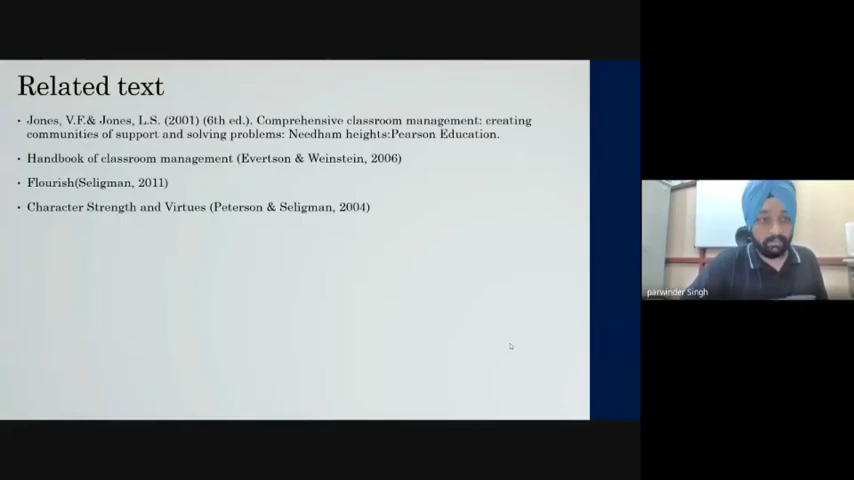 Related text
• Jones, V.F.& Jones, L.S. (2001) (6th ed.). Comprehensive classroom management: creating
communities of support and solving problems: Needham heights:Pearson Education.
• Handbook of classroom management (Evertson & Weinstein, 2006)
• Flourish(Seligman, 2011)
• Character Strength and Virtues (Peterson & Seligman, 2004)
parwinder Singh